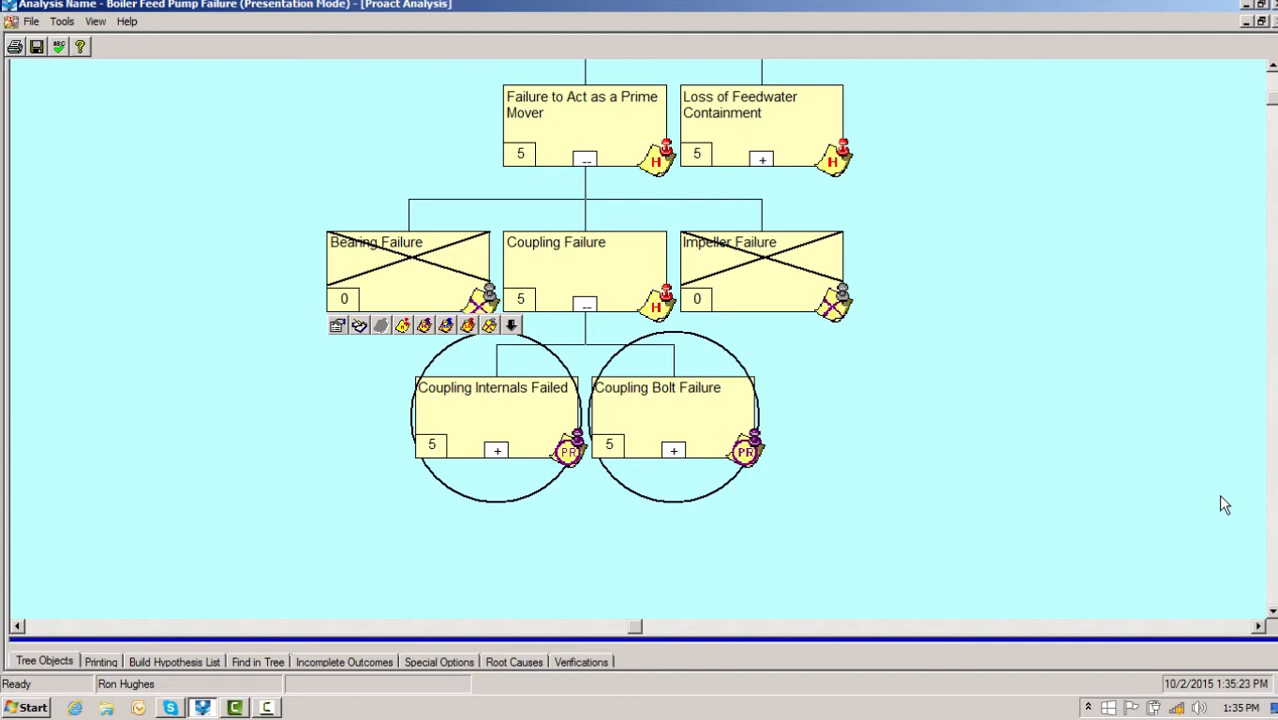 Analysis Name - Boiler Feed Pump Failure (Presentation Mode) - [Proact Analysis]
File Tools View Help
ABC ?
Failure to Act as a Prime
Mover
5 -- H
Loss of Feedwater
Containment
5 + H
Bearing Failure
0
Coupling Failure
5 -- H
Impeller Failure
0
Coupling Internals Failed
5 + PR
Coupling Bolt Failure
5 + PR
Tree Objects Printing Build Hypothesis List Find in Tree Incomplete Outcomes Special Options Root Causes Verifications
Ready Ron Hughes 10/2/2015 1:35:23 PM
Start 1:35 PM